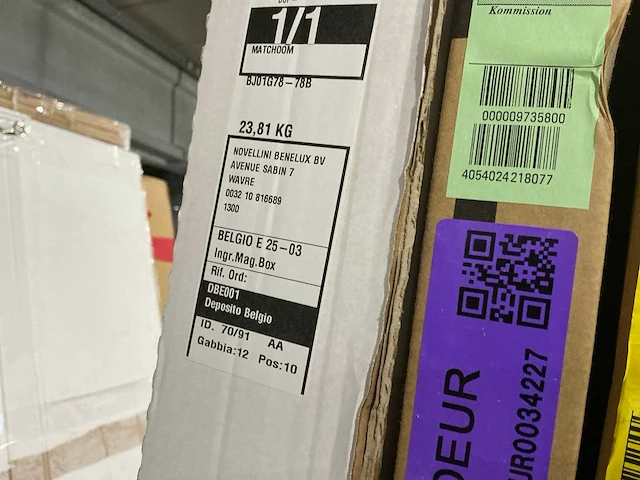 1/1
MATCHOOM
BJ01G78-78B
23,81 KG
NOVELLINI BENELUX BV
AVENUE SABIN 7
WAVRE
0032 10 816689
1300
BELGIO E 25-03
Ingr.Mag.Box
Rif. Ord:
DBE001
Deposito Belgio
ID. 70/91 AA
Gabbia:12 Pos:10
Kommission
000009735800
4054024218077
DEUR
UR0034227